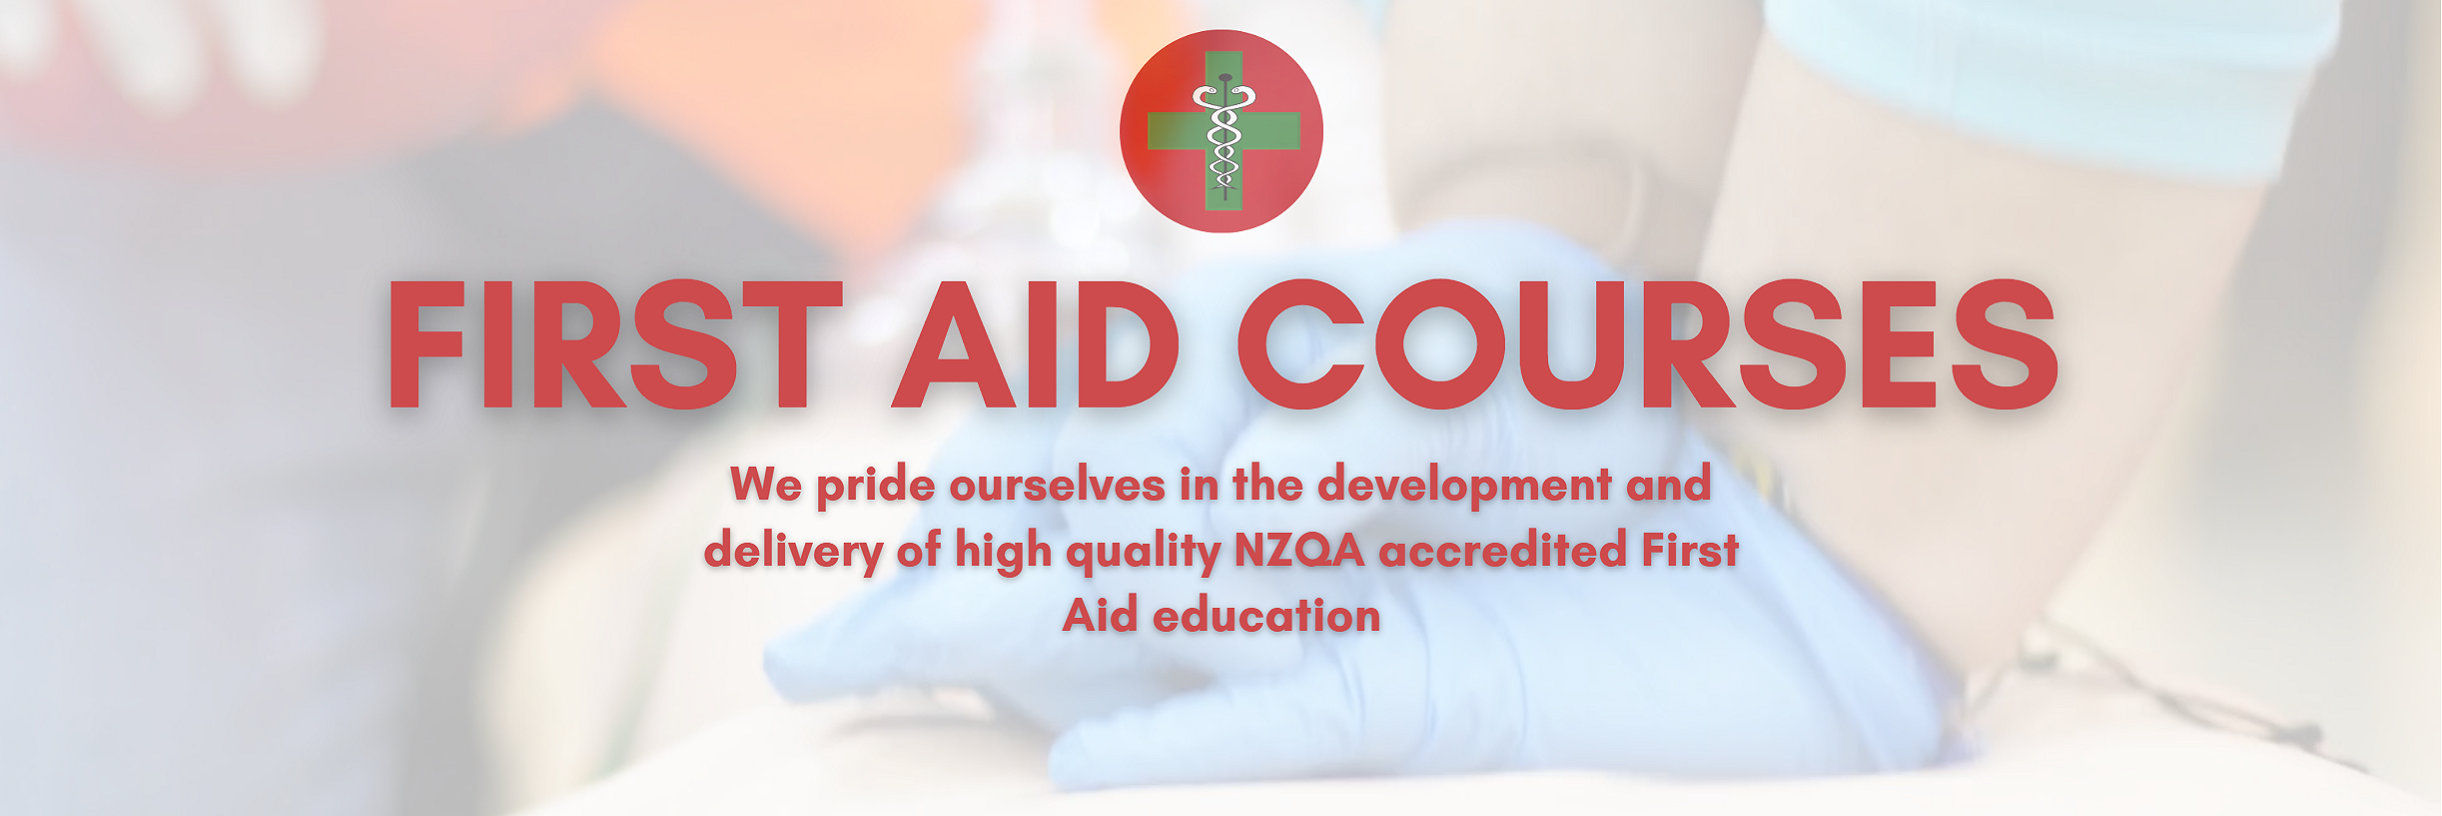 FIRST AID COURSES
We pride ourselves in the development and
delivery of high quality NZQA accredited First
Aid education